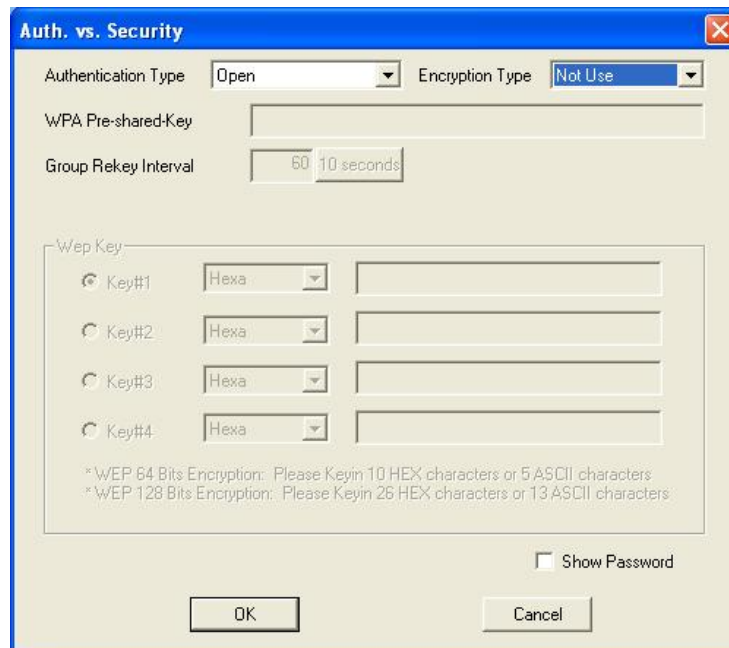 Auth. vs. Security
Authentication Type Open Encryption Type Not Use
WPA Pre-shared-Key
Group Rekey Interval 60 10 seconds
Wep Key
Key#1 Hexa
Key#2 Hexa
Key#3 Hexa
Key#4 Hexa
* WEP 64 Bits Encryption: Please Keyin 10 HEX characters or 5 ASCII characters
* WEP 128 Bits Encryption: Please Keyin 26 HEX characters or 13 ASCII characters
Show Password
OK Cancel